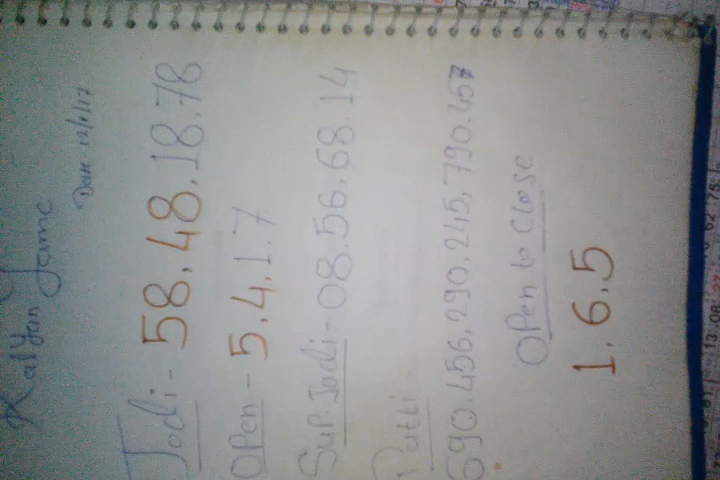 Kalyan Game
Date 12/1/17
Jodi - 58.48.18.78
Open - 5.4.1.7
Sup.Jodi - 08.56.68.14
Patti
590.456.290.245.790.457
Open to Close
1.6.5